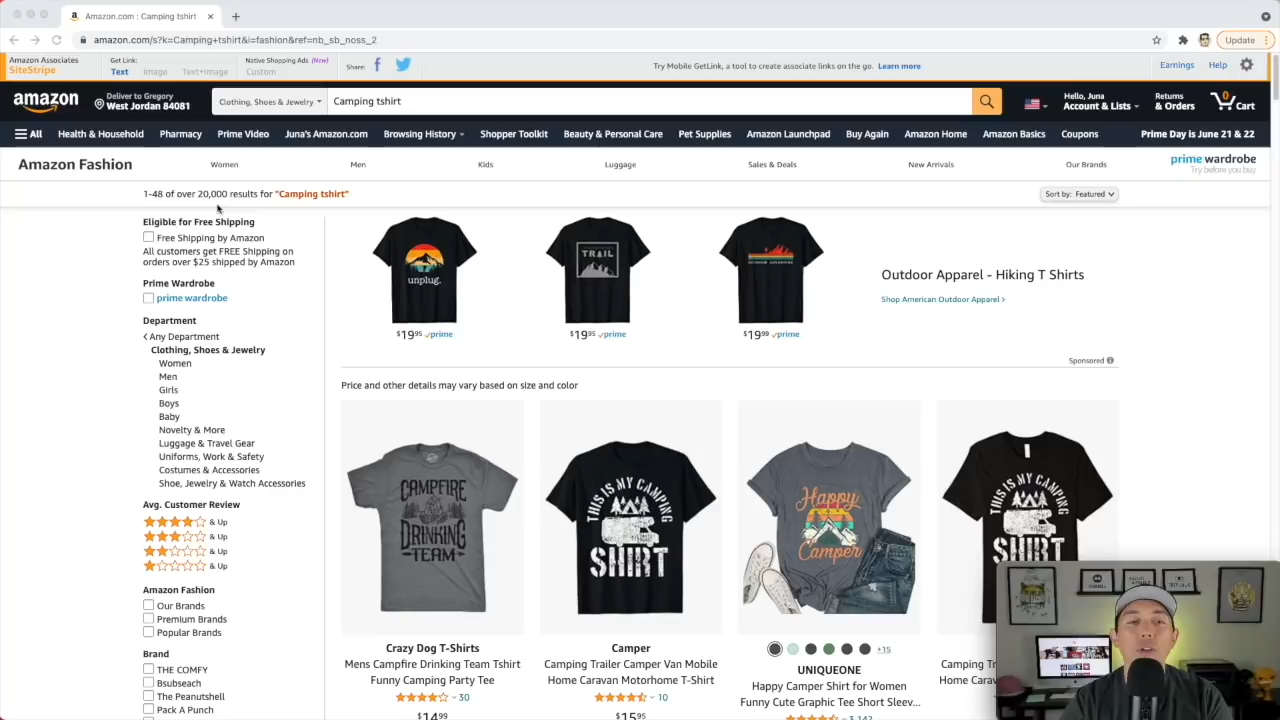 Amazon.com : Camping tshirt
amazon.com/s?k=Camping+tshirt&i=fashion&ref=nb_sb_noss_2
Update
Amazon Associates
SiteStripe
Get Link:
Text Image Text+Image
Native Shopping Ads (New)
Custom
Share:
Try Mobile GetLink, a tool to create associate links on the go. Learn more
Earnings Help
amazon
Deliver to Gregory
West Jordan 84081
Clothing, Shoes & Jewelry
Camping tshirt
Hello, Juna
Account & Lists
Returns
& Orders
0
Cart
All Health & Household Pharmacy Prime Video Juna's Amazon.com Browsing History Shopper Toolkit Beauty & Personal Care Pet Supplies Amazon Launchpad Buy Again Amazon Home Amazon Basics Coupons Prime Day is June 21 & 22
Amazon Fashion Women Men Kids Luggage Sales & Deals New Arrivals Our Brands
prime wardrobe
Try before you buy
1-48 of over 20,000 results for "Camping tshirt"
Sort by: Featured
Eligible for Free Shipping
Free Shipping by Amazon
All customers get FREE Shipping on
orders over $25 shipped by Amazon
Prime Wardrobe
prime wardrobe
Department
Any Department
Clothing, Shoes & Jewelry
Women
Men
Girls
Boys
Baby
Novelty & More
Luggage & Travel Gear
Uniforms, Work & Safety
Costumes & Accessories
Shoe, Jewelry & Watch Accessories
Avg. Customer Review
& Up
& Up
& Up
& Up
Amazon Fashion
Our Brands
Premium Brands
Popular Brands
Brand
THE COMFY
Bsubseach
The Peanutshell
Pack A Punch
unplug.
TRAIL
$1995 prime
$1995 prime
$1999 prime
Outdoor Apparel - Hiking T Shirts
Shop American Outdoor Apparel
Sponsored
Price and other details may vary based on size and color
CAMPFIRE
DRINKING
TEAM
THIS IS MY CAMPING
SHIRT
Happy
Camper
THIS IS MY CAMPING
SHIRT
Crazy Dog T-Shirts
Mens Campfire Drinking Team Tshirt
Funny Camping Party Tee
30
$1499
Camper
Camping Trailer Camper Van Mobile
Home Caravan Motorhome T-Shirt
10
$1595
+15
UNIQUEONE
Happy Camper Shirt for Women
Funny Cute Graphic Tee Short Sleev...
3,142
Camping Tr
Home Carav